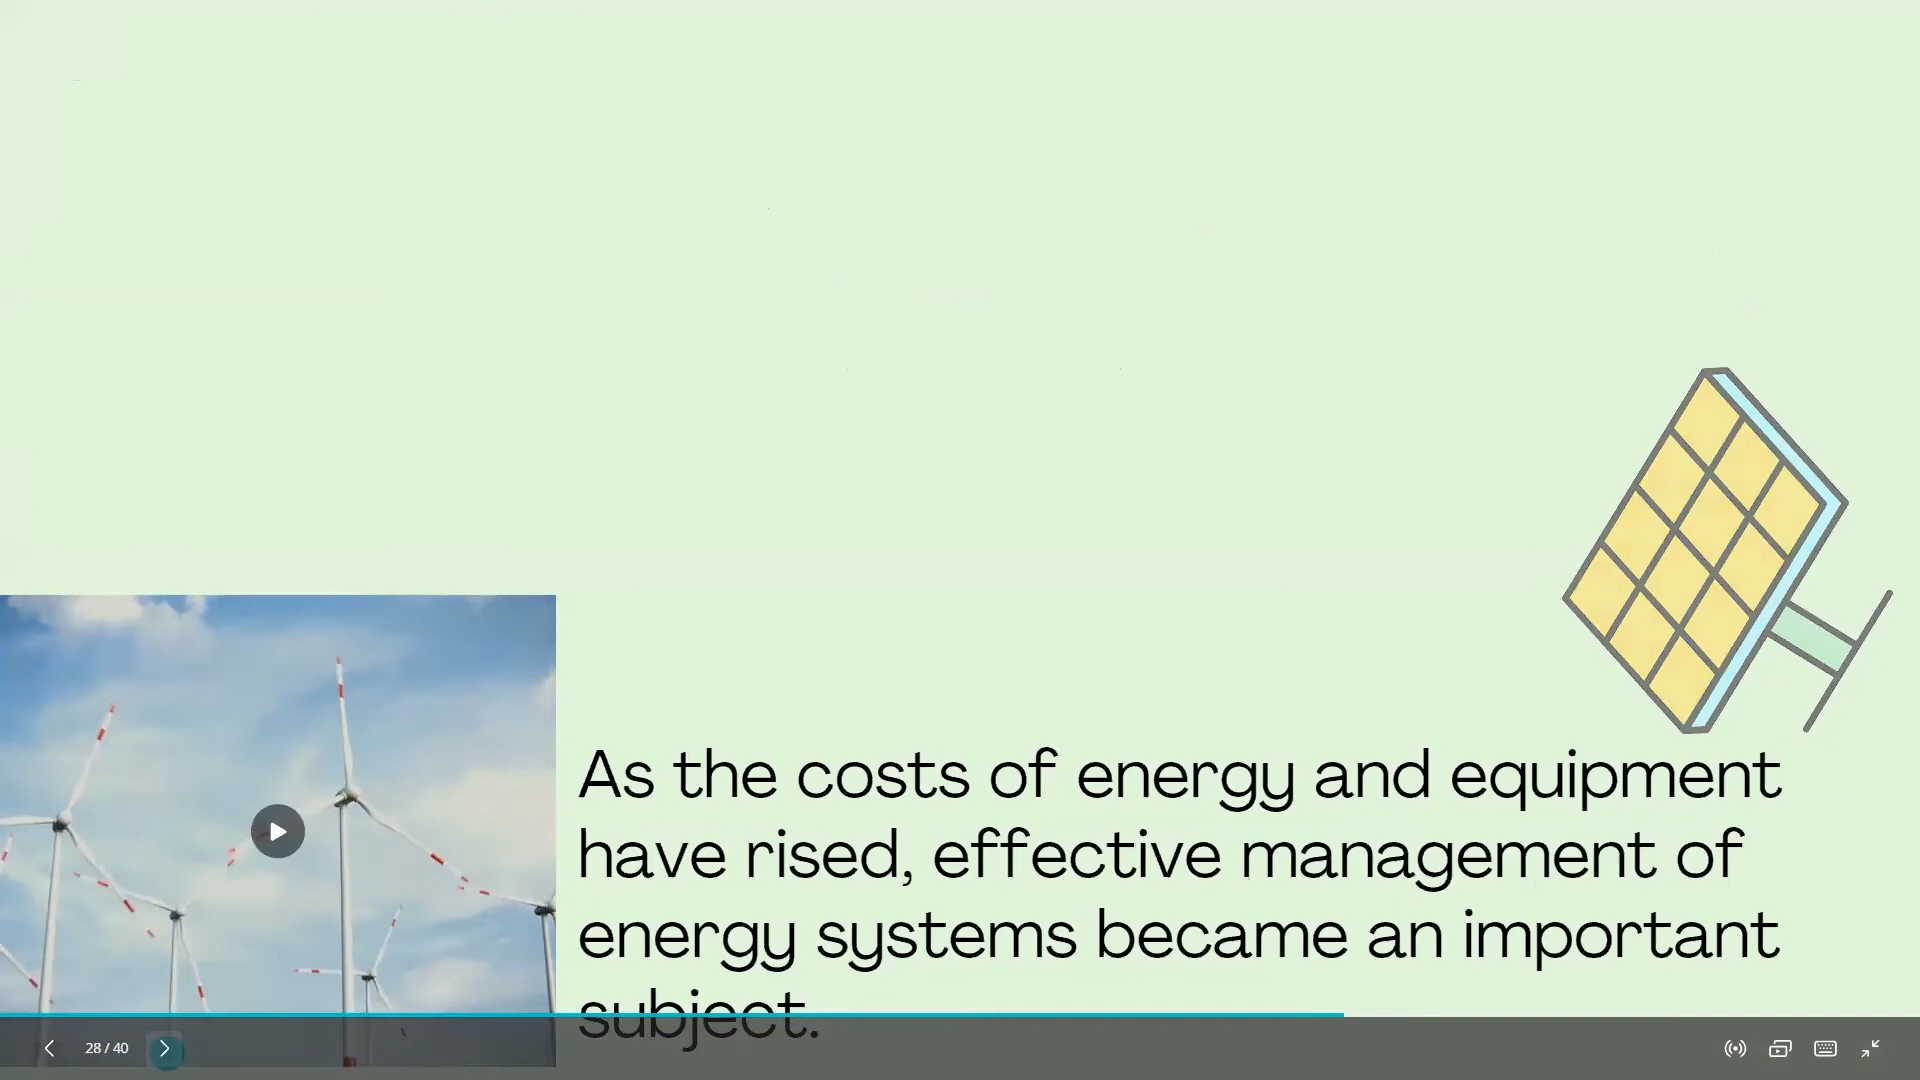 As the costs of energy and equipment
have rised, effective management of
energy systems became an important
subject.
28 / 40